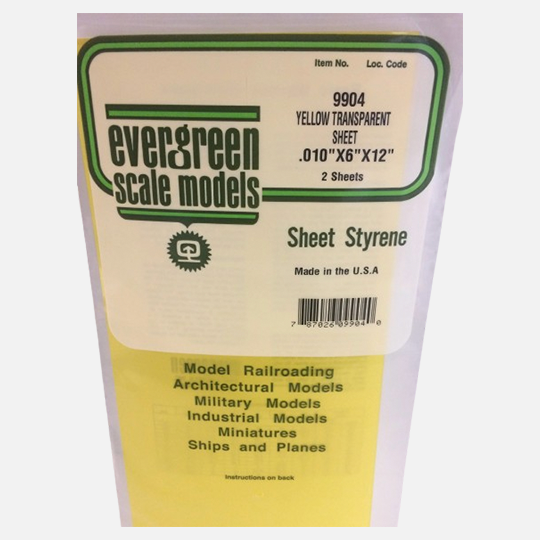 Item No. Loc. Code
9904
YELLOW TRANSPARENT
SHEET
.010"X6"X12"
2 Sheets
evergreen
scale models
Sheet Styrene
Made in the U.S.A
7 87026 09904 0
Model Railroading
Architectural Models
Military Models
Industrial Models
Miniatures
Ships and Planes
Instructions on back